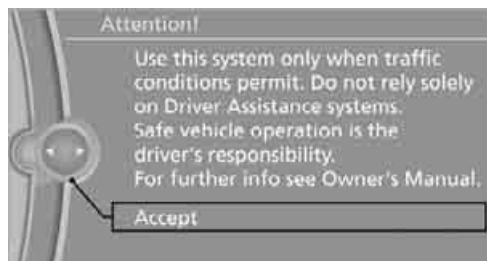 Attention!
Use this system only when traffic
conditions permit. Do not rely solely
on Driver Assistance systems.
Safe vehicle operation is the
driver's responsibility.
For further info see Owner's Manual.
Accept